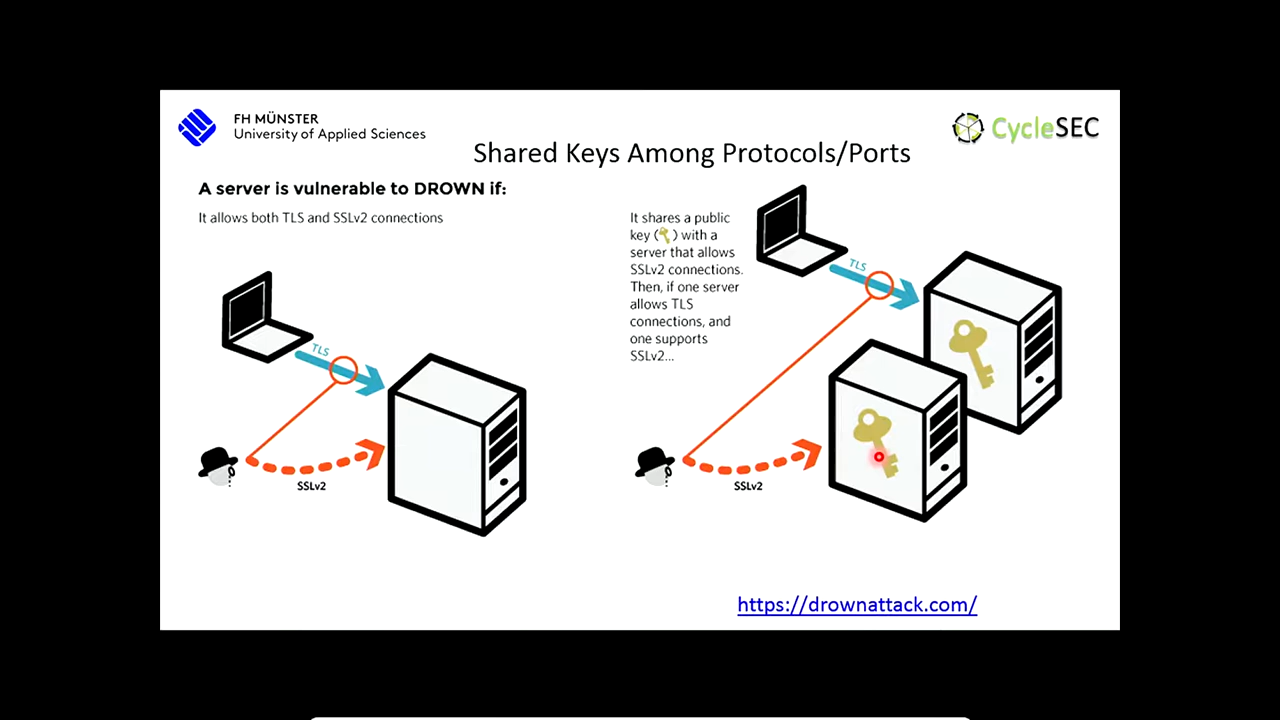 FH MÜNSTER
University of Applied Sciences
CycleSEC
Shared Keys Among Protocols/Ports
A server is vulnerable to DROWN if:
It allows both TLS and SSLv2 connections
TLS
SSLv2
It shares a public
key ( ) with a
server that allows
SSLv2 connections.
Then, if one server
allows TLS
connections, and
one supports
SSLv2...
TLS
SSLv2
https://drownattack.com/